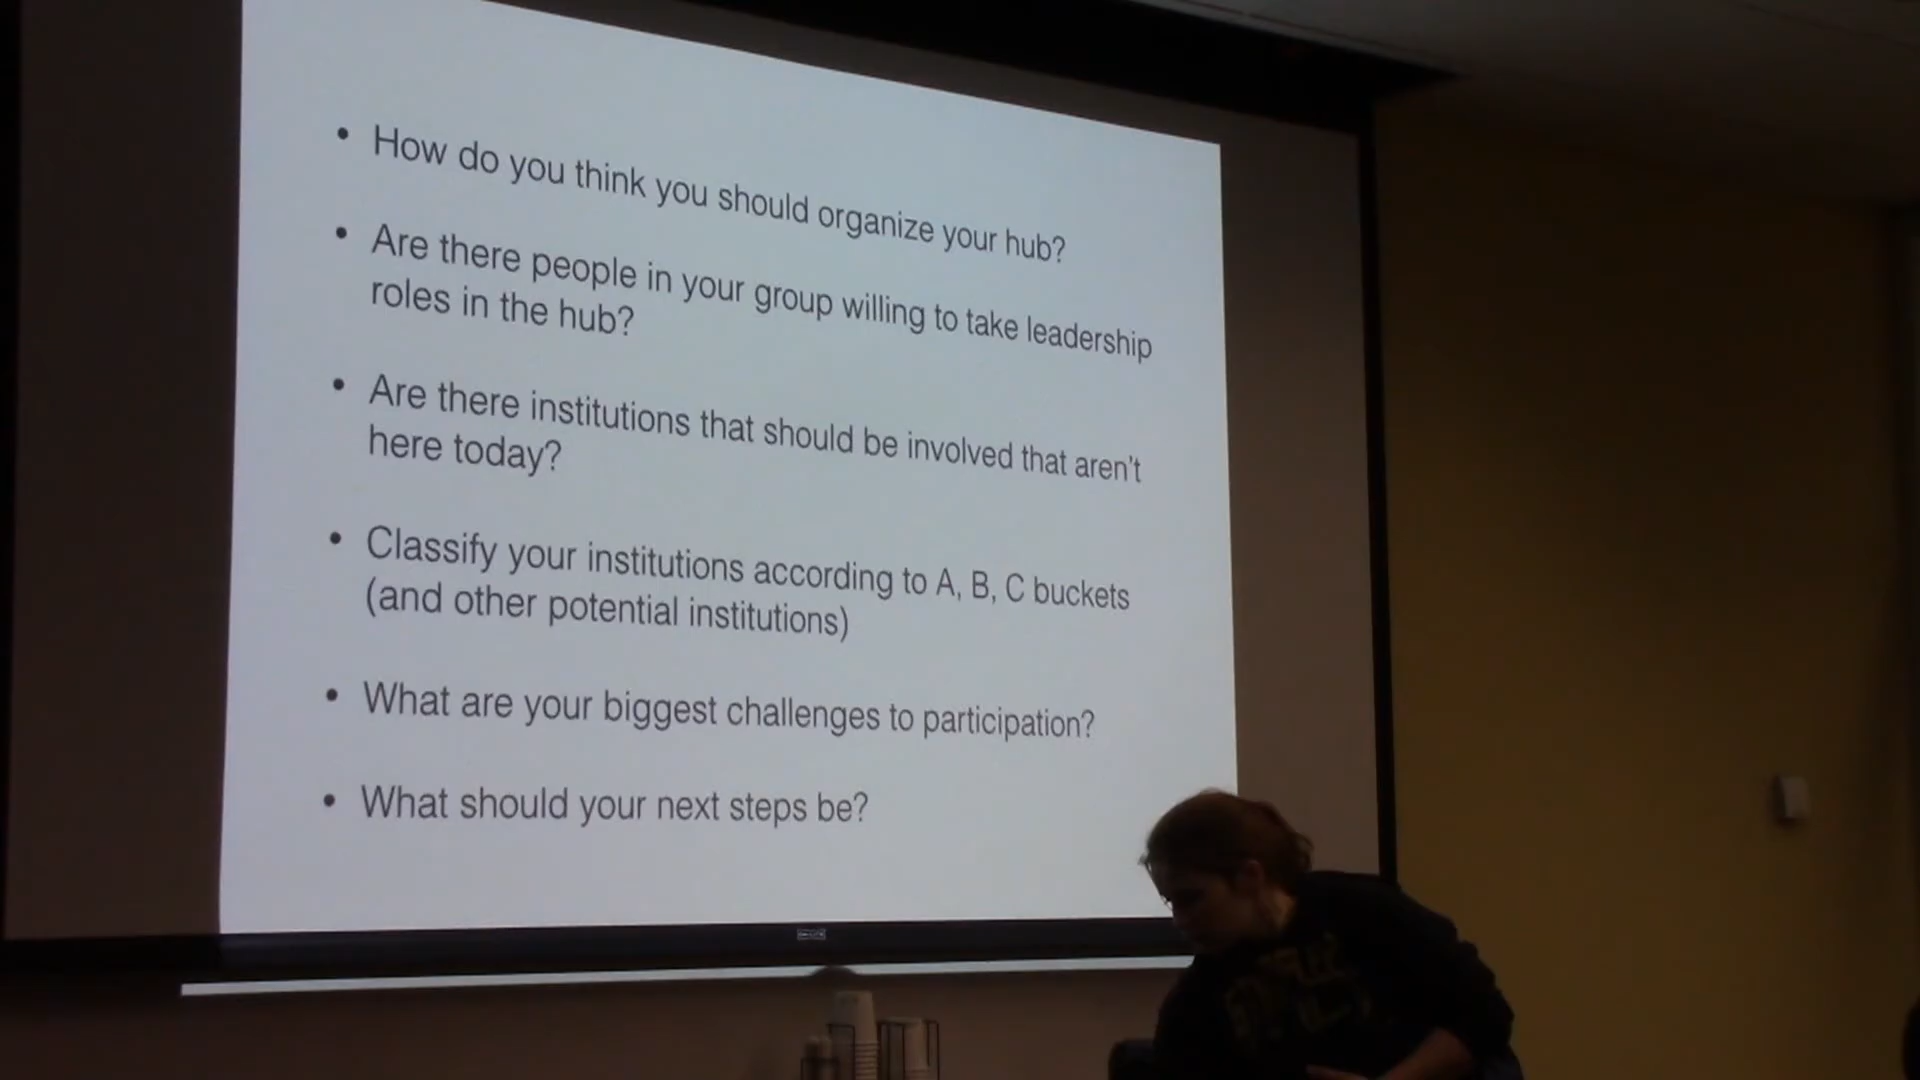 • How do you think you should organize your hub?
• Are there people in your group willing to take leadership
roles in the hub?
• Are there institutions that should be involved that aren't
here today?
• Classify your institutions according to A, B, C buckets
(and other potential institutions)
• What are your biggest challenges to participation?
• What should your next steps be?